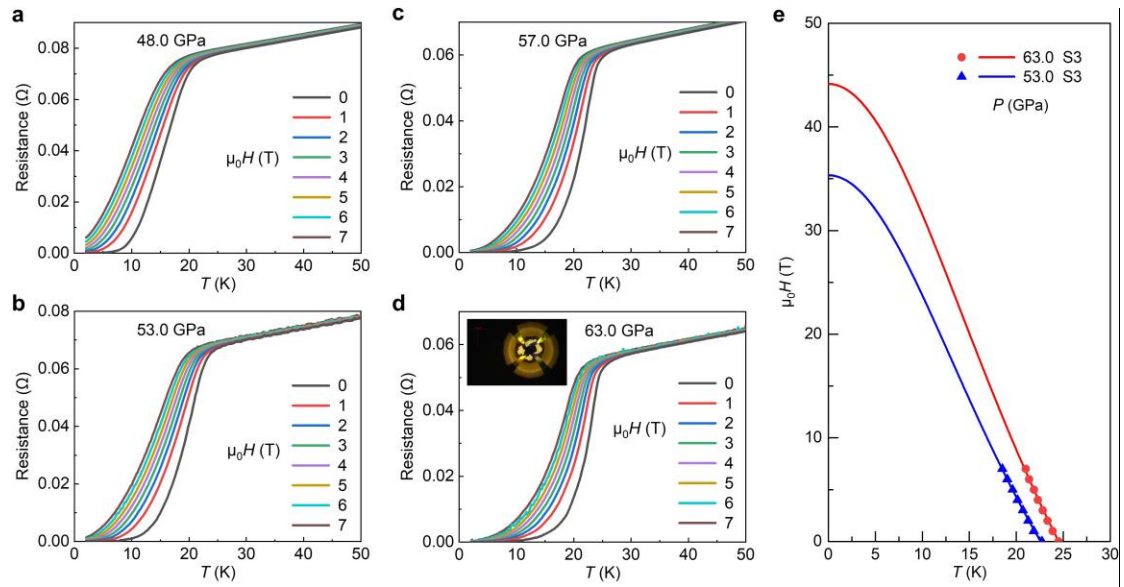 a
48.0 GPa
Resistance (Ω)
0.08
0.06
0.04
0.02
0.00
µ₀H (T)
0
1
2
3
4
5
6
7
0 10 20 30 40 50
T (K)
b
53.0 GPa
Resistance (Ω)
0.08
0.06
0.04
0.02
0.00
µ₀H (T)
0
1
2
3
4
5
6
7
0 10 20 30 40 50
T (K)
c
57.0 GPa
Resistance (Ω)
0.06
0.04
0.02
0.00
µ₀H (T)
0
1
2
3
4
5
6
7
0 10 20 30 40 50
T (K)
d
63.0 GPa
Resistance (Ω)
0.06
0.04
0.02
0.00
µ₀H (T)
0
1
2
3
4
5
6
7
0 10 20 30 40 50
T (K)
e
63.0 S3
53.0 S3
P (GPa)
µ₀H (T)
50
40
30
20
10
0
0 5 10 15 20 25 30
T (K)